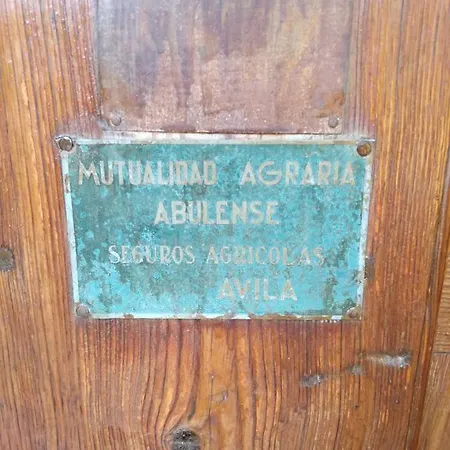 MUTUALIDAD AGRARIA
ABULENSE
SEGUROS AGRICOLAS
AVILA